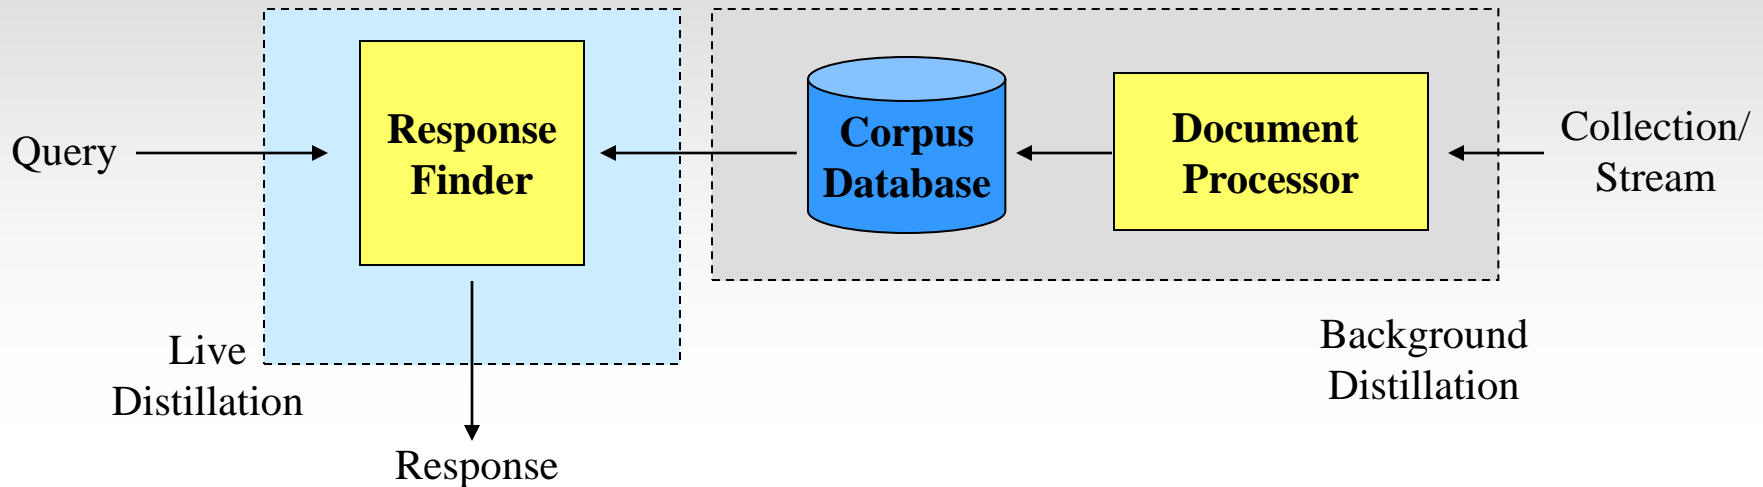 Query
Response
Finder
Corpus
Database
Document
Processor
Collection/
Stream
Live
Distillation
Background
Distillation
Response